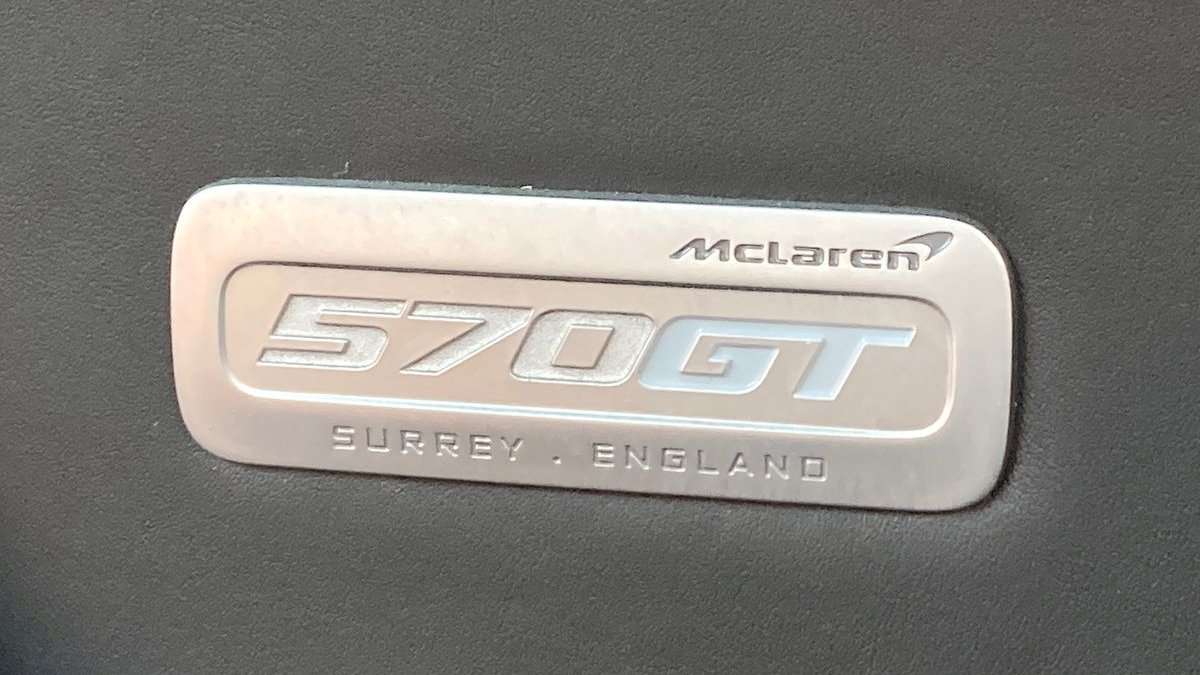 McLaren
570GT
SURREY . ENGLAND